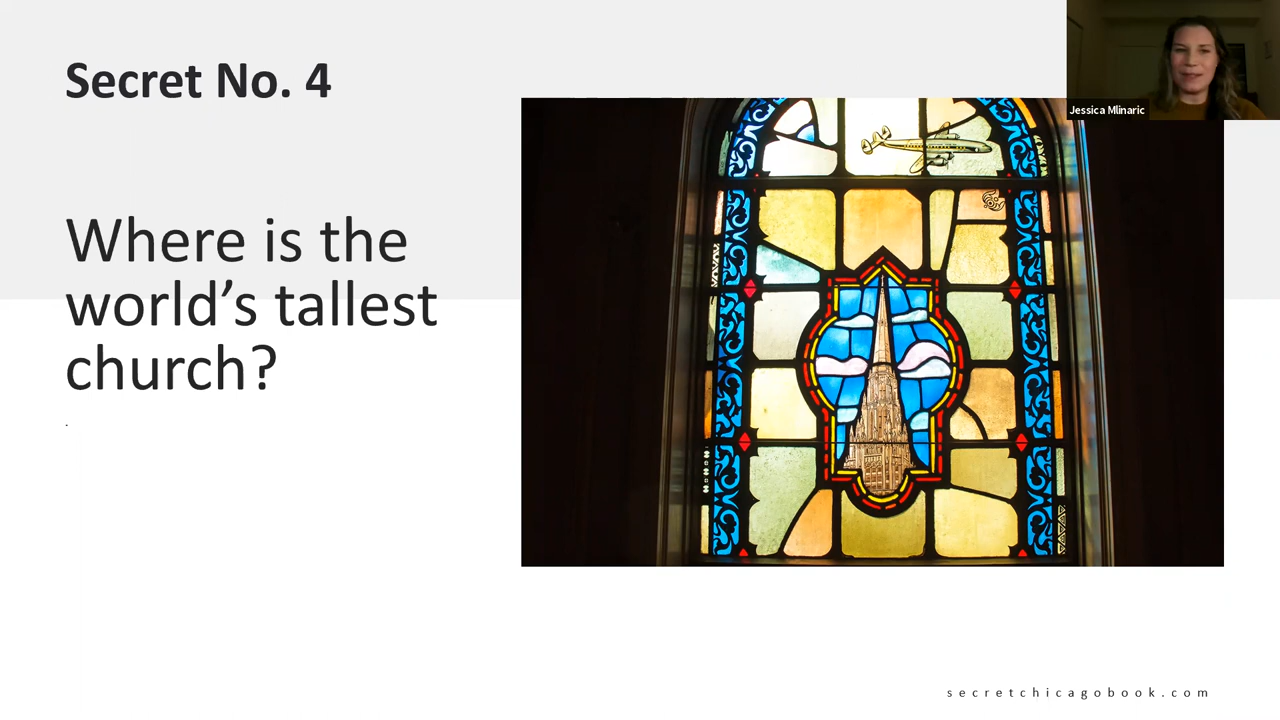 Secret No. 4
Jessica Mlinaric
Where is the
world’s tallest
church?
.
secretchicagobook.com